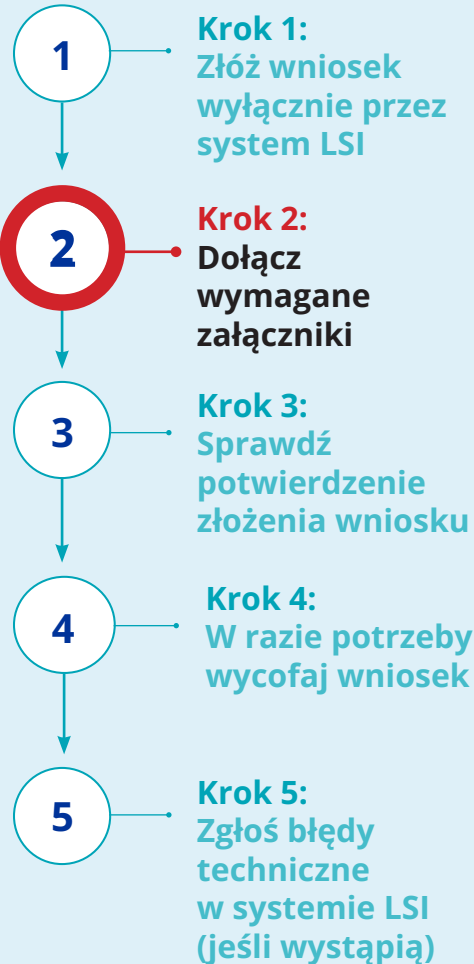 1
Krok 1:
Złóż wniosek
wyłącznie przez
system LSI
2
Krok 2:
Dołącz
wymagane
załączniki
3
Krok 3:
Sprawdź
potwierdzenie
złożenia wniosku
4
Krok 4:
W razie potrzeby
wycofaj wniosek
5
Krok 5:
Zgłoś błędy
techniczne
w systemie LSI
(jeśli wystąpią)